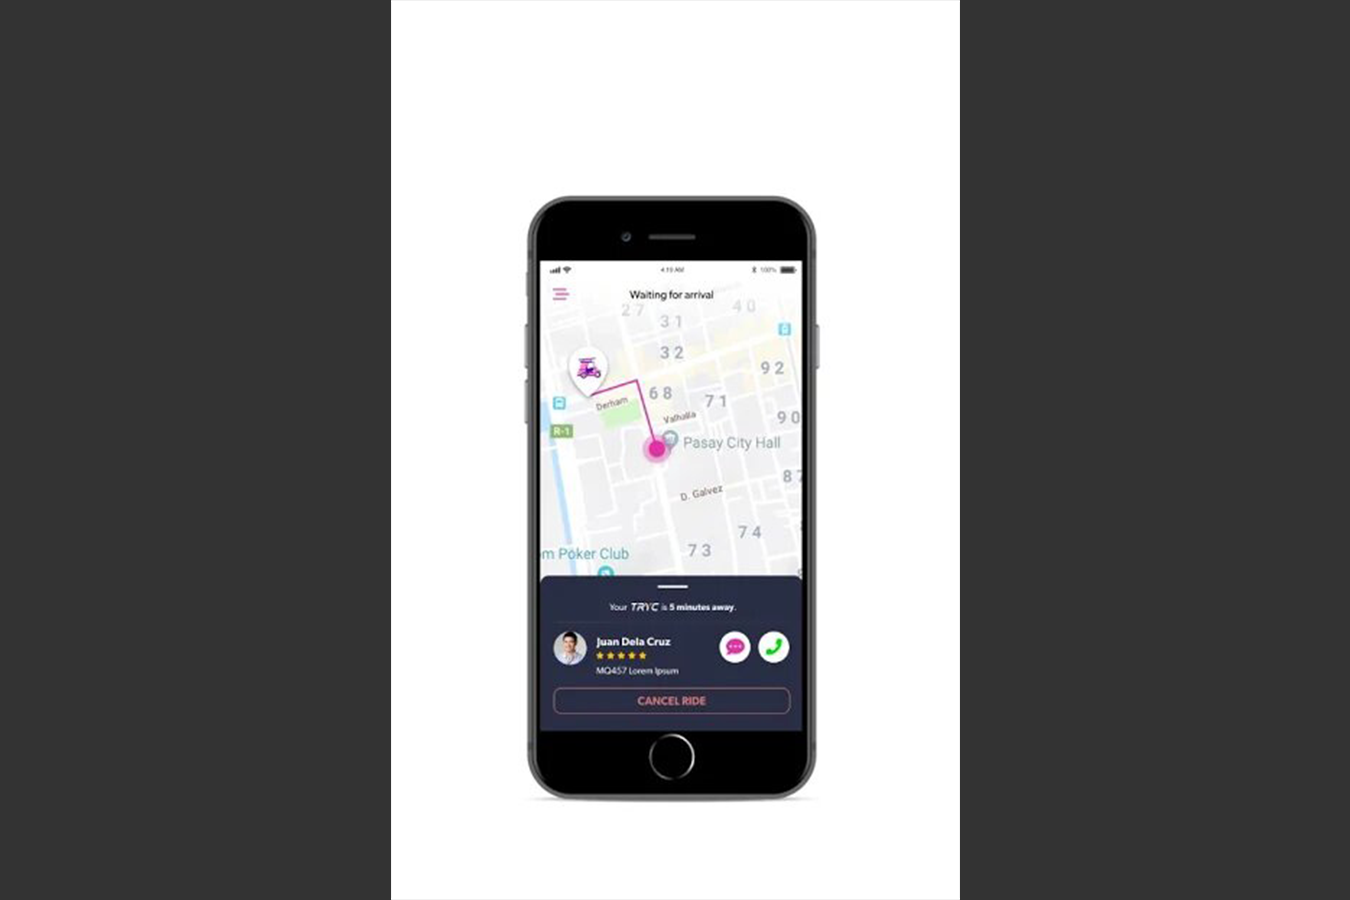 4:19 AM
100%
Waiting for arrival
27
40
31
32
92
68
71
Derham
Valhalla
90
R-1
Pasay City Hall
87
D. Galvez
74
om Poker Club
73
Your TRYC is 5 minutes away.
Juan Dela Cruz
MQ457 Lorem Ipsum
CANCEL RIDE